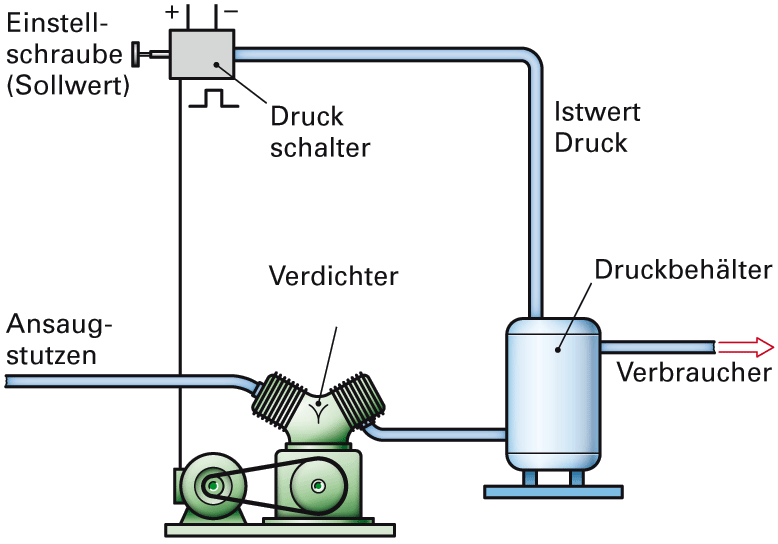 + −
Einstell-
schraube
(Sollwert)
Druck
schalter
Istwert
Druck
Verdichter
Druckbehälter
Ansaug-
stutzen
Verbraucher